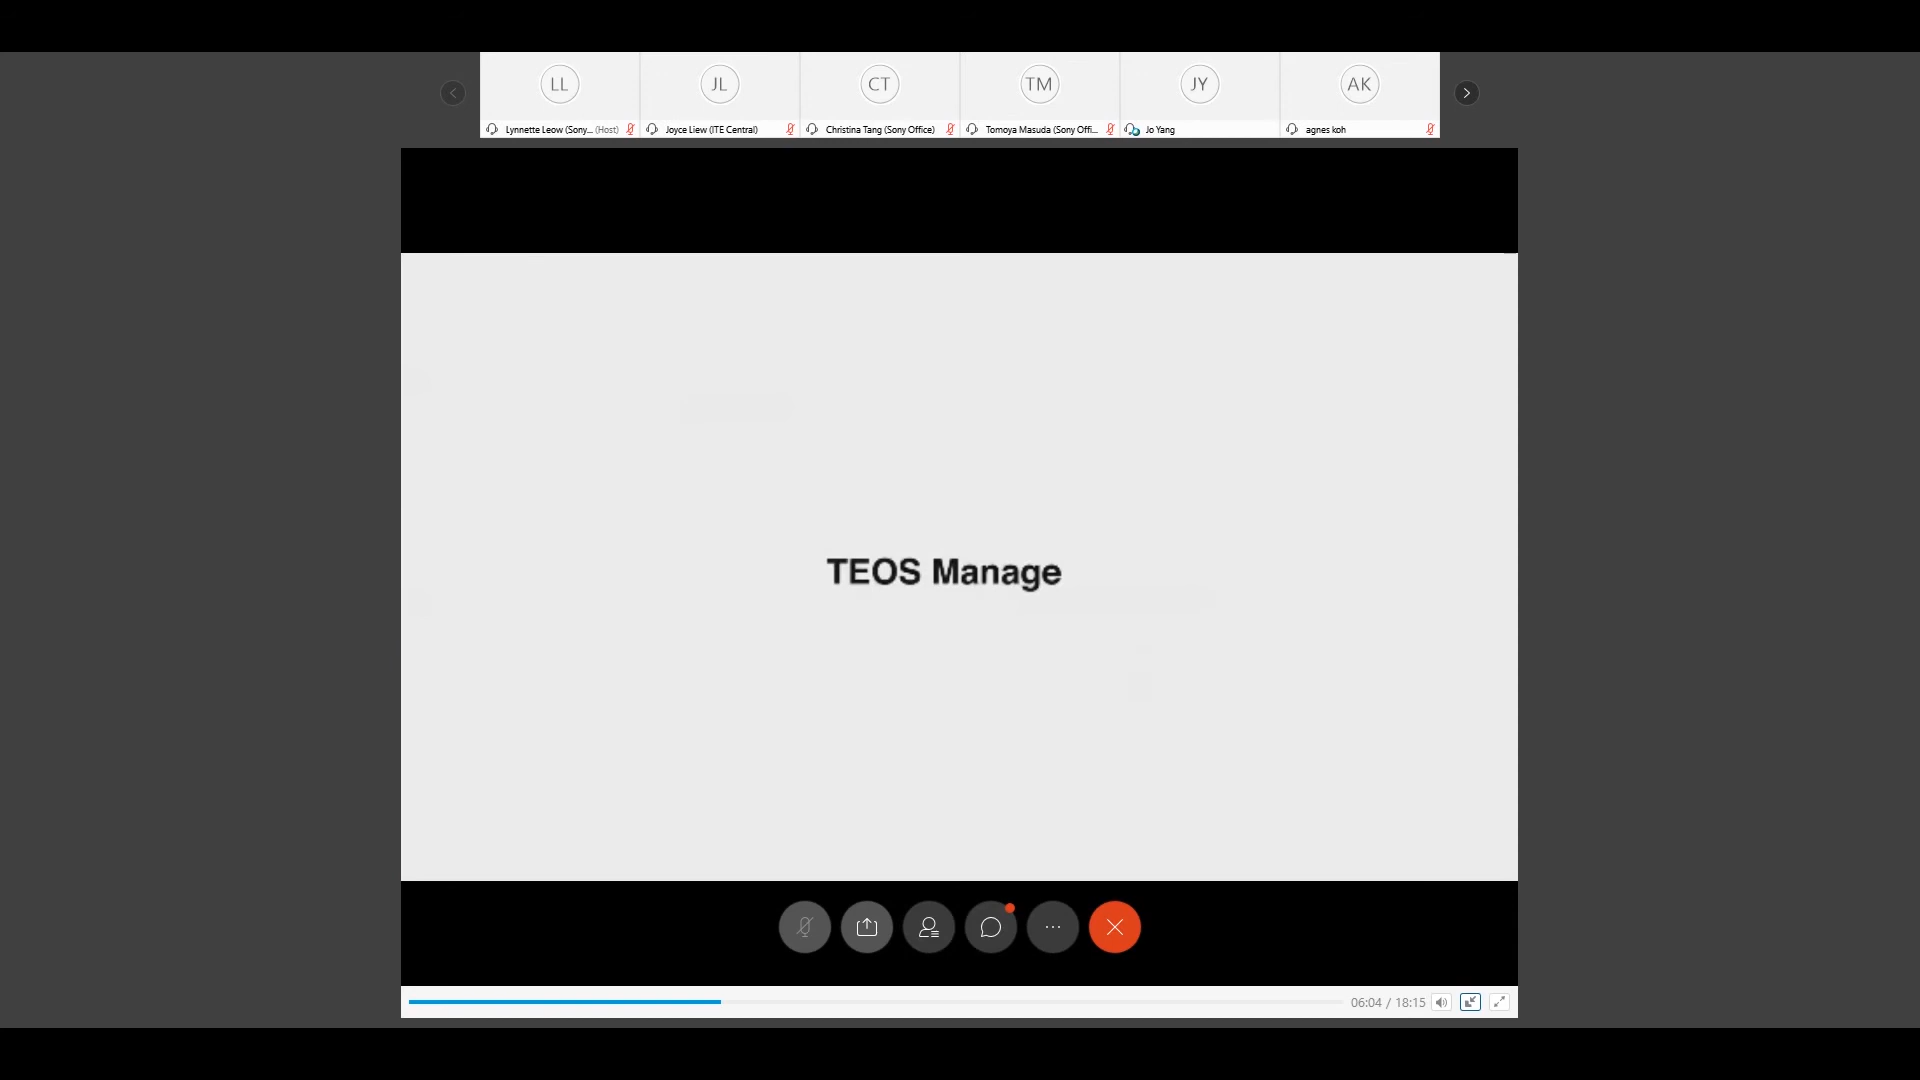 LL
JL
CT
TM
JY
AK
Lynnette Leow (Sony... (Host)
Joyce Liew (ITE Central)
Christina Tang (Sony Office)
Tomoya Masuda (Sony Offi...
Jo Yang
agnes koh
TEOS Manage
06:04 / 18:15